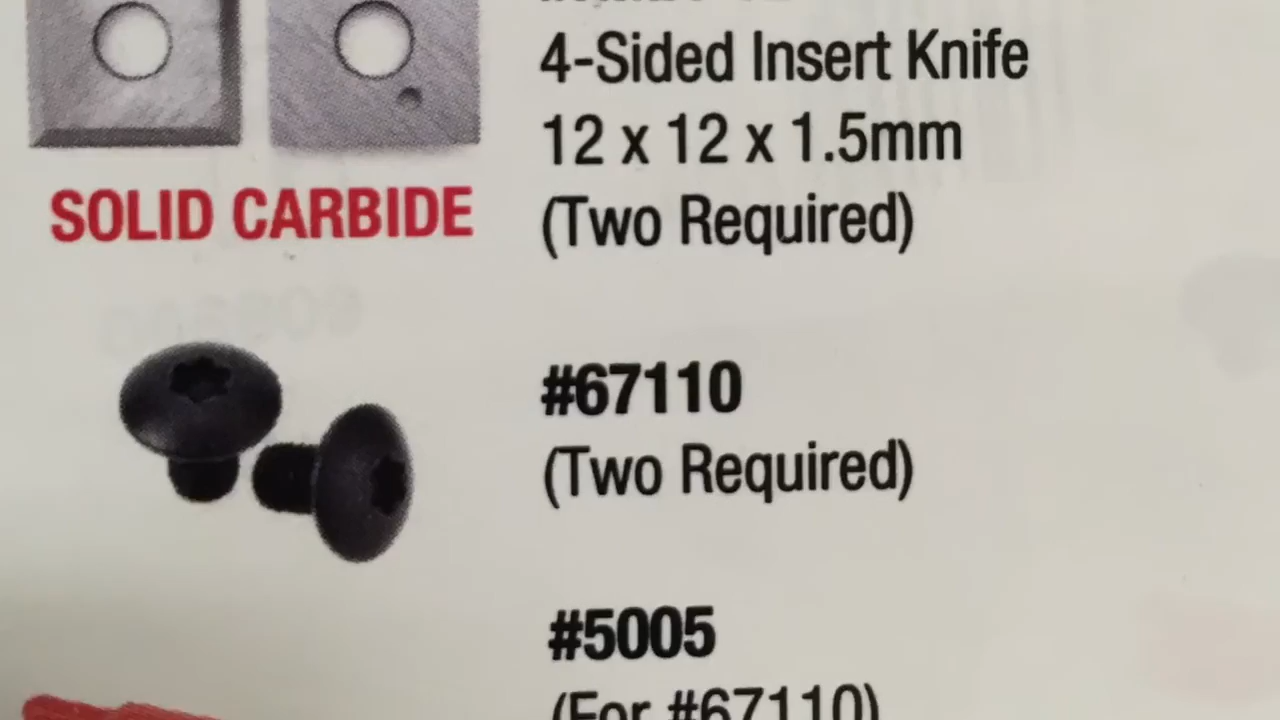 4-Sided Insert Knife
12 x 12 x 1.5mm
(Two Required)
SOLID CARBIDE
#67110
(Two Required)
#5005
(For #67110)